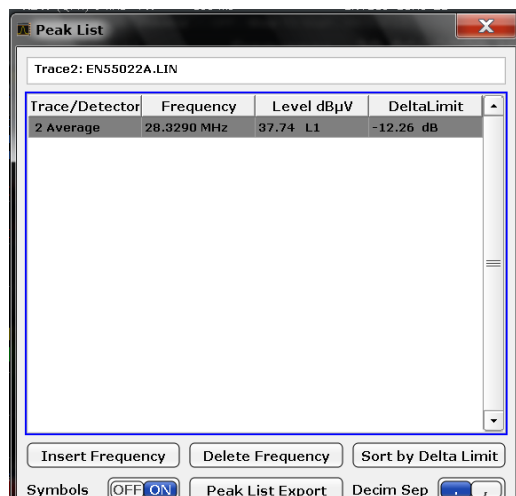 Peak List
X
Trace2: EN55022A.LIN
Trace/Detector Frequency Level dBµV DeltaLimit
2 Average 28.3290 MHz 37.74 L1 -12.26 dB
Insert Frequency Delete Frequency Sort by Delta Limit
Symbols OFF ON Peak List Export Decim Sep . ,